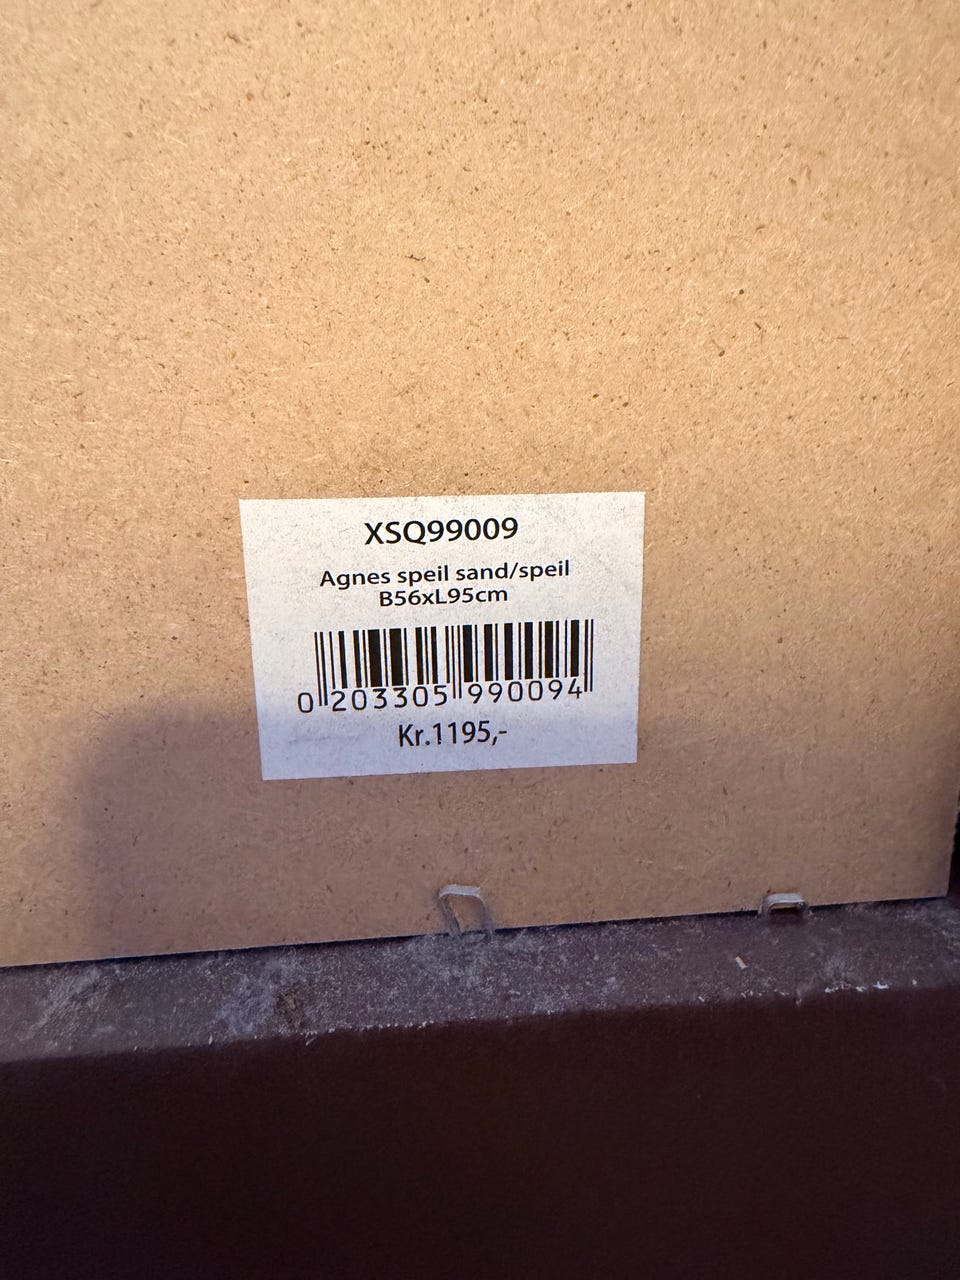 XSQ99009
Agnes speil sand/speil
B56xL95cm
0 203305 990094
Kr.1195,-